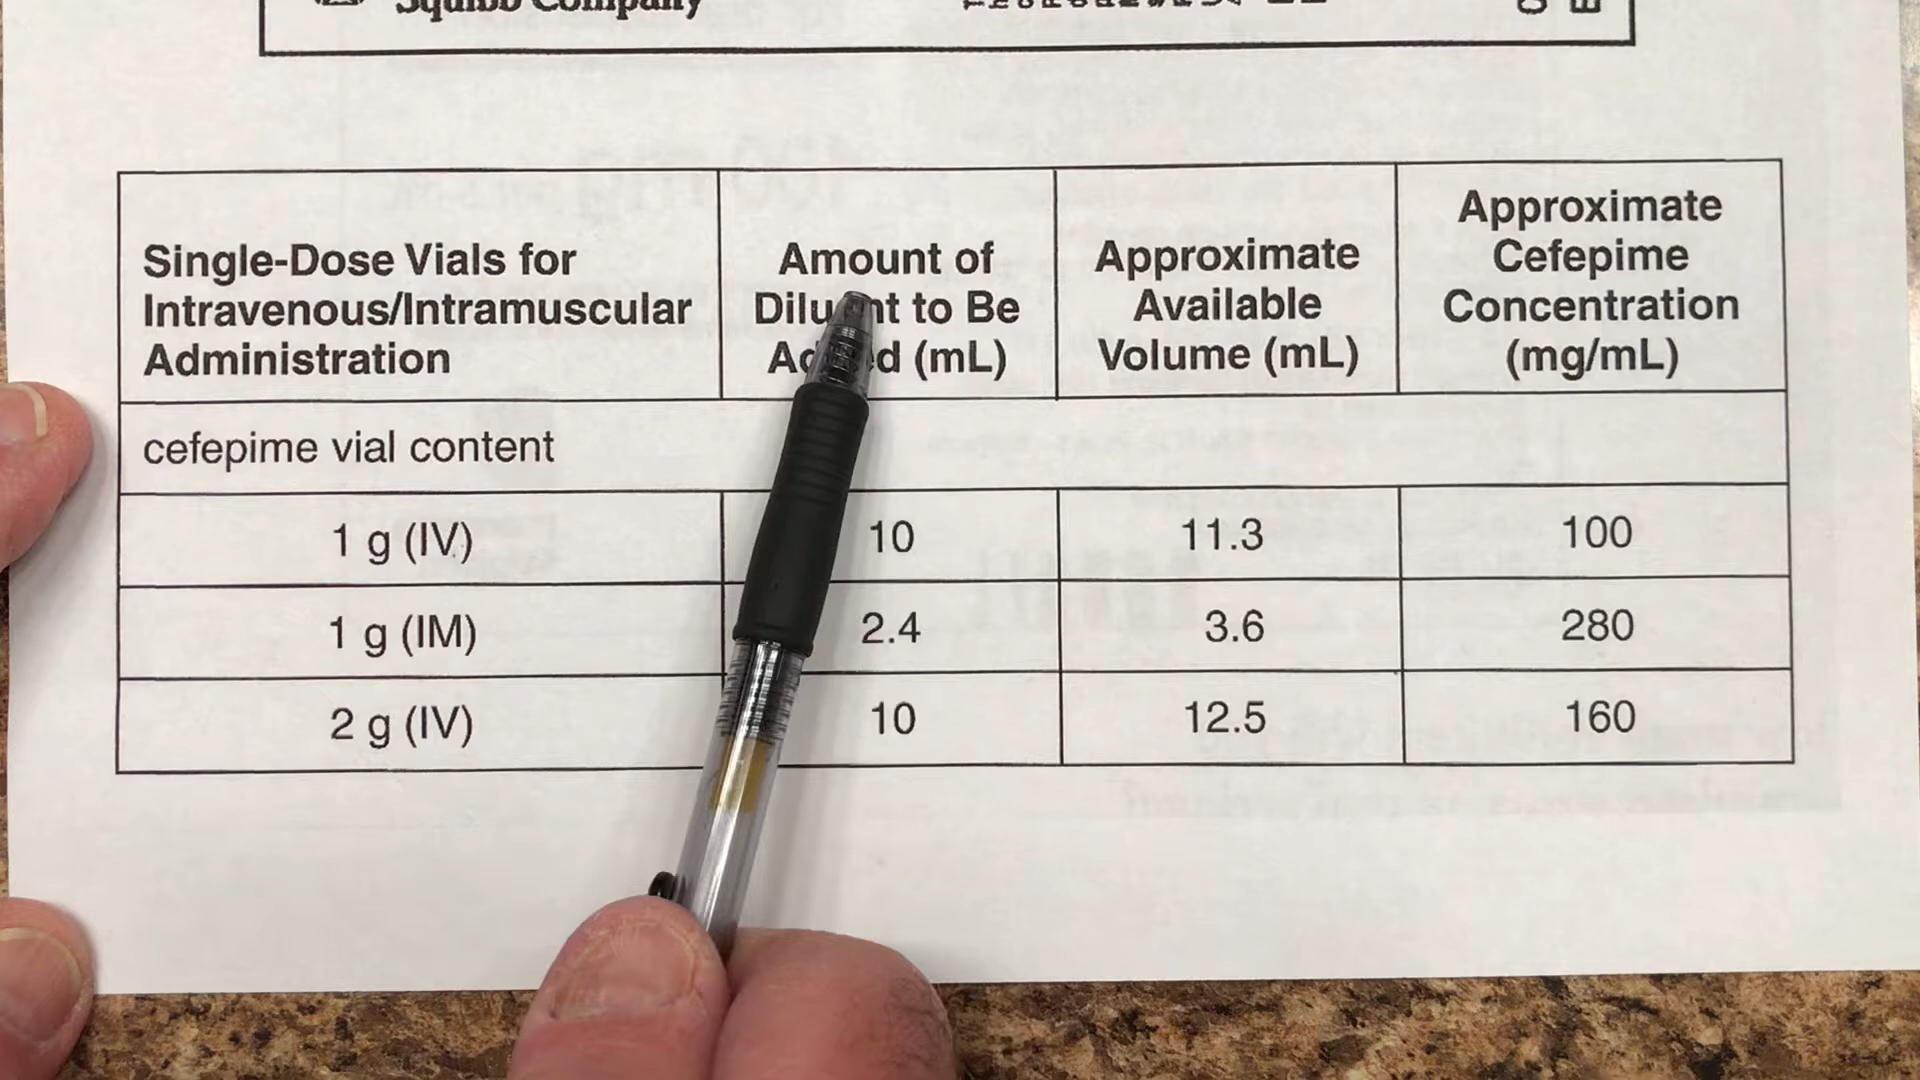 Squibb Company
Single-Dose Vials for
Intravenous/Intramuscular
Administration
Amount of
to Be
(mL)
Approximate
Available
Volume (mL)
Approximate
Cefepime
Concentration
(mg/mL)
cefepime vial content
1 g (IV) 10 11.3 100
1 g (IM) 2.4 3.6 280
2 g (IV) 10 12.5 160